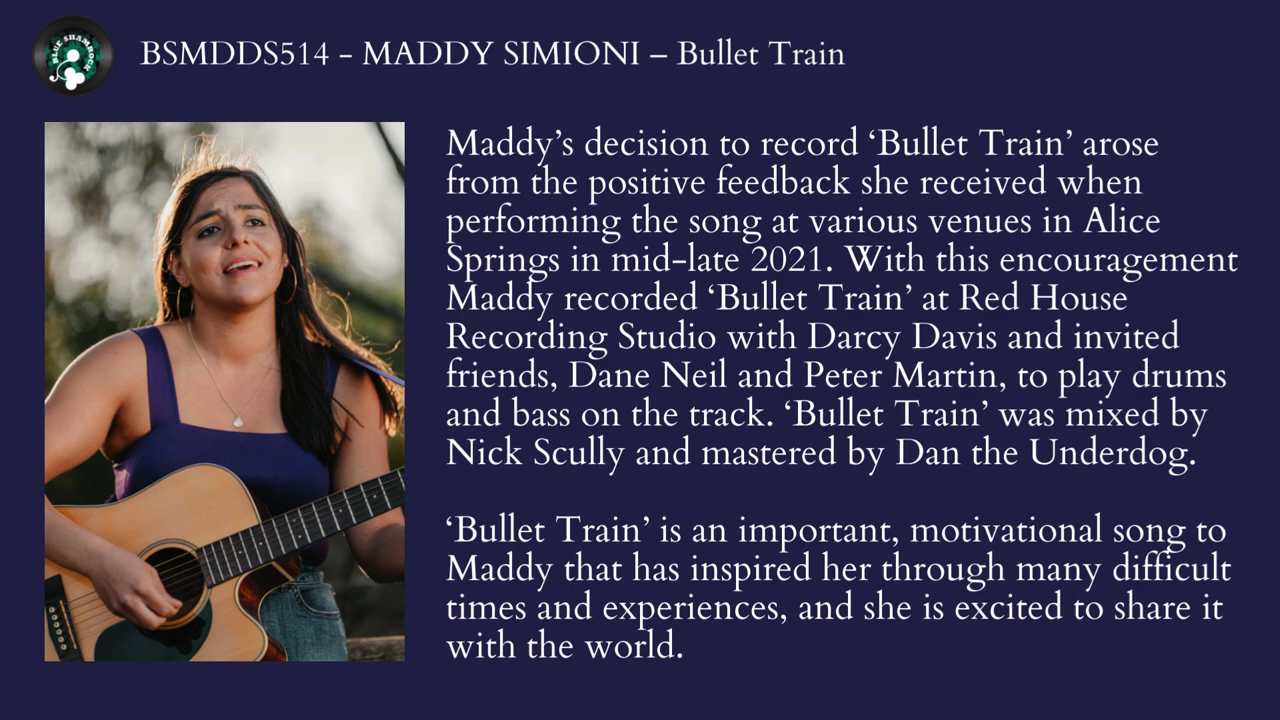 BLUE SHAMROCK
BSMDDS514 - MADDY SIMIONI – Bullet Train
Maddy’s decision to record ‘Bullet Train’ arose
from the positive feedback she received when
performing the song at various venues in Alice
Springs in mid-late 2021. With this encouragement
Maddy recorded ‘Bullet Train’ at Red House
Recording Studio with Darcy Davis and invited
friends, Dane Neil and Peter Martin, to play drums
and bass on the track. ‘Bullet Train’ was mixed by
Nick Scully and mastered by Dan the Underdog.
‘Bullet Train’ is an important, motivational song to
Maddy that has inspired her through many difficult
times and experiences, and she is excited to share it
with the world.